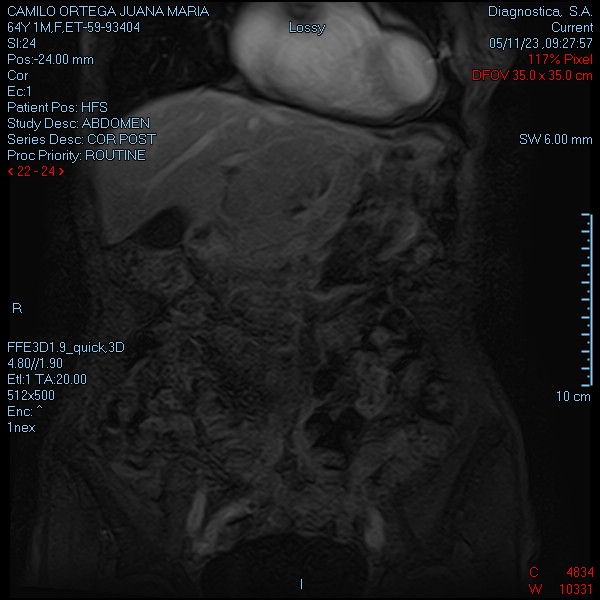 CAMILO ORTEGA JUANA MARIA
64Y 1M,F,ET-59-93404
Sl:24
Pos:-24.00 mm
Cor
Ec:1
Patient Pos: HFS
Study Desc: ABDOMEN
Series Desc: COR POST
Proc Priority: ROUTINE
< 22 - 24 >
Lossy
Diagnostica, S.A.
Current
05/11/23 ,09:27:57
117% Pixel
DFOV 35.0 x 35.0 cm
SW 6.00 mm
R
10 cm
FFE3D1.9_quick,3D
4.80//1.90
Etl:1 TA:20.00
512x500
Enc: ^
1nex
I
C 4834
W 10331